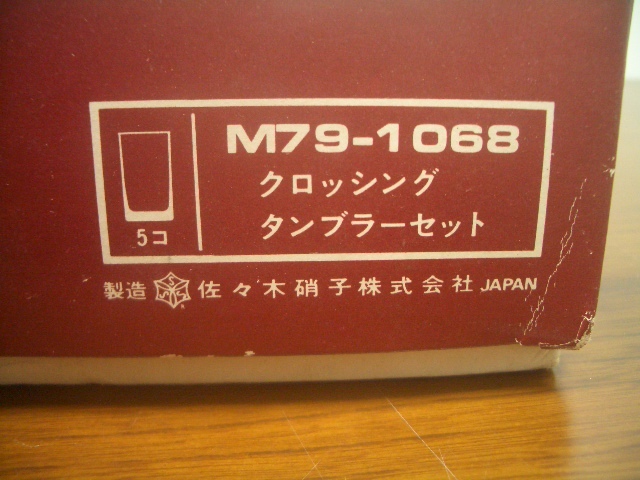 M79-1068
クロッシング
タンブラーセット
5コ
製造 佐々木硝子株式会社 JAPAN